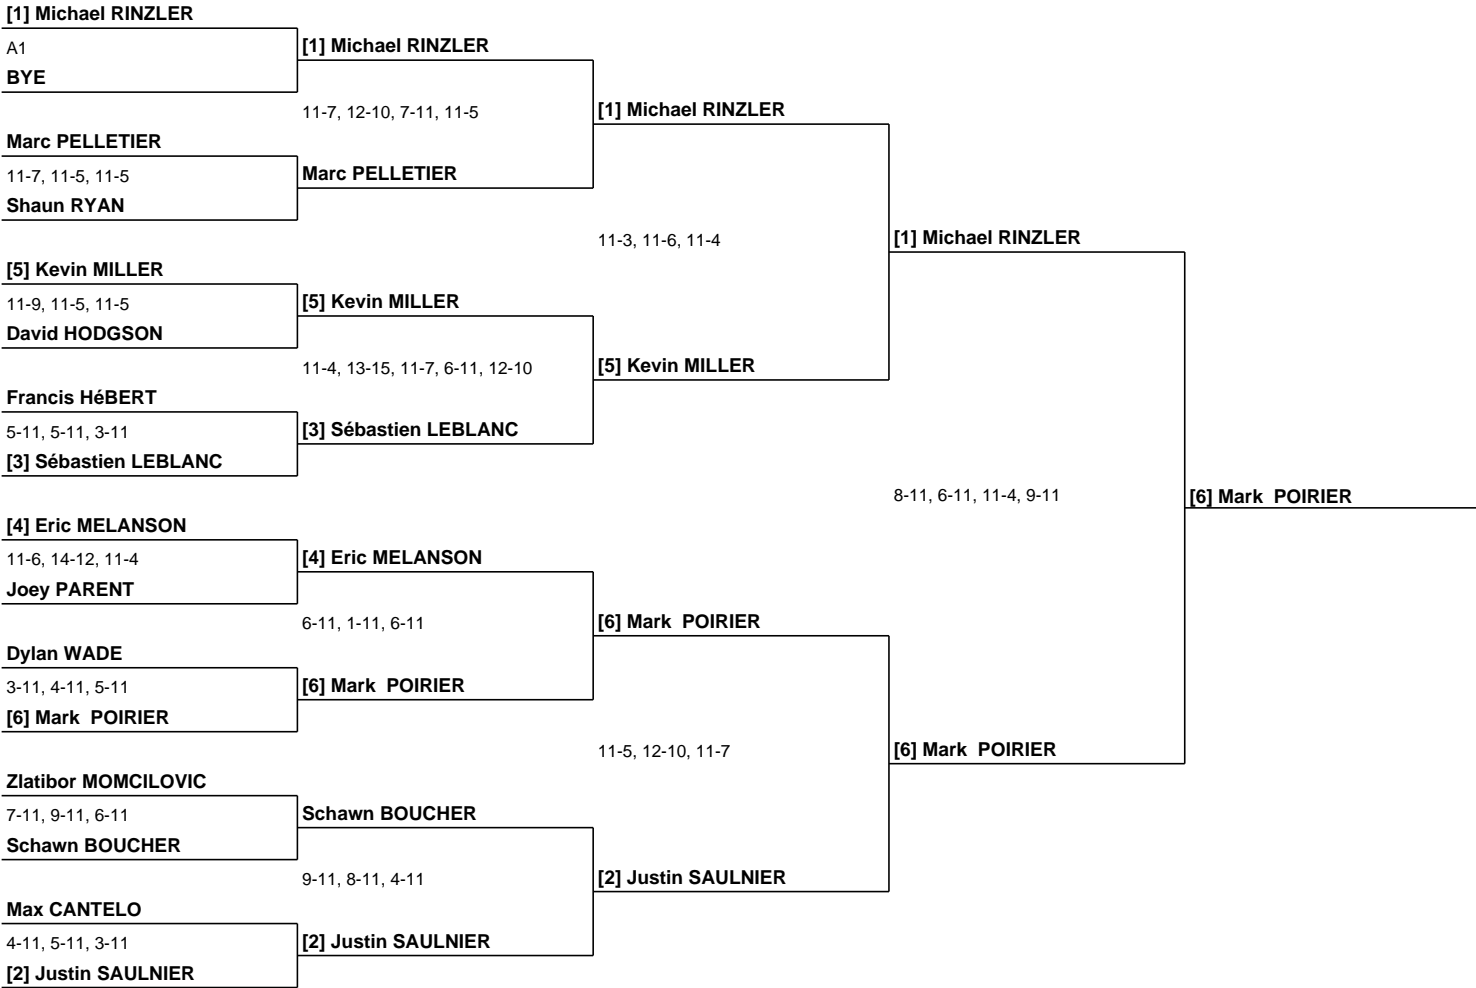 [1] Michael RINZLER
A1
BYE
Marc PELLETIER
11-7, 11-5, 11-5
Shaun RYAN
[5] Kevin MILLER
11-9, 11-5, 11-5
David HODGSON
Francis HéBERT
5-11, 5-11, 3-11
[3] Sébastien LEBLANC
[4] Eric MELANSON
11-6, 14-12, 11-4
Joey PARENT
Dylan WADE
3-11, 4-11, 5-11
[6] Mark  POIRIER
Zlatibor MOMCILOVIC
7-11, 9-11, 6-11
Schawn BOUCHER
Max CANTELO
4-11, 5-11, 3-11
[2] Justin SAULNIER
[1] Michael RINZLER
11-7, 12-10, 7-11, 11-5
Marc PELLETIER
[5] Kevin MILLER
11-4, 13-15, 11-7, 6-11, 12-10
[3] Sébastien LEBLANC
[4] Eric MELANSON
6-11, 1-11, 6-11
[6] Mark  POIRIER
Schawn BOUCHER
9-11, 8-11, 4-11
[2] Justin SAULNIER
[1] Michael RINZLER
11-3, 11-6, 11-4
[5] Kevin MILLER
[6] Mark  POIRIER
11-5, 12-10, 11-7
[2] Justin SAULNIER
[1] Michael RINZLER
8-11, 6-11, 11-4, 9-11
[6] Mark  POIRIER
[6] Mark  POIRIER